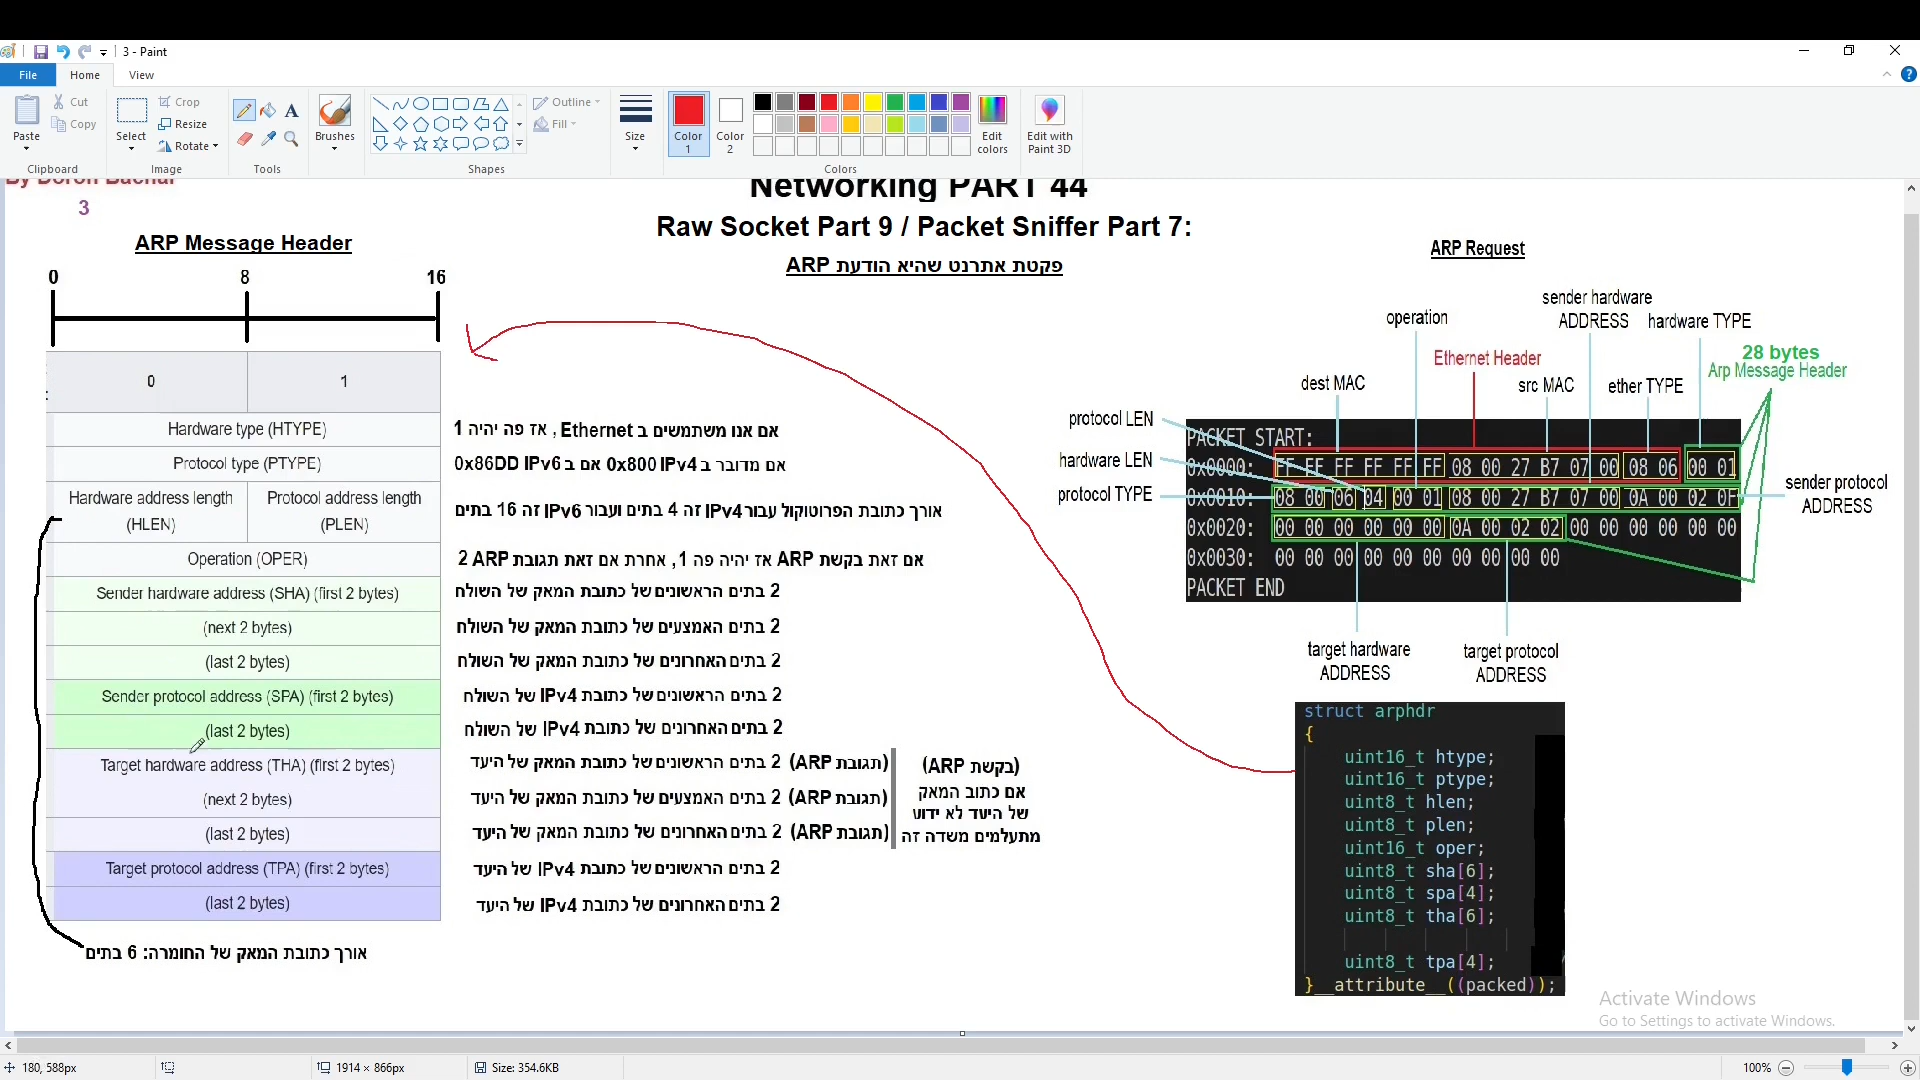 3 - Paint
File Home View
Paste
Cut
Copy
Clipboard
Select
Crop
Resize
Rotate
Image
Tools
Brushes
Shapes
Outline
Fill
Size
Color 1
Color 2
Colors
Edit colors
Edit with Paint 3D
By Doron Bachar
3
Networking PART 44
Raw Socket Part 9 / Packet Sniffer Part 7:
פקטת אתרנט שהיא הודעת ARP
ARP Message Header
0 8 16
0 1
Hardware type (HTYPE)
אם אנו משתמשים ב Ethernet , אז פה יהיה 1
Protocol type (PTYPE)
אם מדובר ב IPv4 0x800 אם ב IPv6 0x86DD
Hardware address length (HLEN)
Protocol address length (PLEN)
אורך כתובת הפרוטוקול עבור IPv4 זה 4 בתים ועבור IPv6 זה 16 בתים
Operation (OPER)
אם זאת בקשת ARP אז יהיה פה 1, אחרת אם זאת תגובת ARP 2
Sender hardware address (SHA) (first 2 bytes)
2 בתים הראשונים של כתובת המאק של השולח
(next 2 bytes)
2 בתים האמצעים של כתובת המאק של השולח
(last 2 bytes)
2 בתים האחרונים של כתובת המאק של השולח
Sender protocol address (SPA) (first 2 bytes)
2 בתים הראשונים של כתובת IPv4 של השולח
(last 2 bytes)
2 בתים האחרונים של כתובת IPv4 של השולח
Target hardware address (THA) (first 2 bytes)
(תגובת ARP) 2 בתים הראשונים של כתובת המאק של היעד
(next 2 bytes)
(תגובת ARP) 2 בתים האמצעים של כתובת המאק של היעד
(last 2 bytes)
(תגובת ARP) 2 בתים האחרונים של כתובת המאק של היעד
(בקשת ARP)
אם כתוב המאק
של היעד לא ידוע
מתעלמים משדה זה
Target protocol address (TPA) (first 2 bytes)
2 בתים הראשונים של כתובת IPv4 של היעד
(last 2 bytes)
2 בתים האחרונים של כתובת IPv4 של היעד
אורך כתובת המאק של החומרה: 6 בתים
ARP Request
sender hardware ADDRESS
operation
hardware TYPE
Ethernet Header
28 bytes
Arp Message Header
dest MAC
src MAC
ether TYPE
protocol LEN
hardware LEN
protocol TYPE
sender protocol ADDRESS
PACKET START:
0x0000: FF FF FF FF FF FF 08 00 27 B7 07 00 08 06 00 01
0x0010: 08 00 06 04 00 01 08 00 27 B7 07 00 0A 00 02 0F
0x0020: 00 00 00 00 00 00 0A 00 02 02 00 00 00 00 00 00
0x0030: 00 00 00 00 00 00 00 00 00 00
PACKET END
target hardware ADDRESS
target protocol ADDRESS
struct arphdr
{
uint16_t htype;
uint16_t ptype;
uint8_t hlen;
uint8_t plen;
uint16_t oper;
uint8_t sha[6];
uint8_t spa[4];
uint8_t tha[6];
uint8_t tpa[4];
}__attribute__((packed));
Activate Windows
Go to Settings to activate Windows.
180, 588px
1914 × 866px
Size: 354.6KB
100%